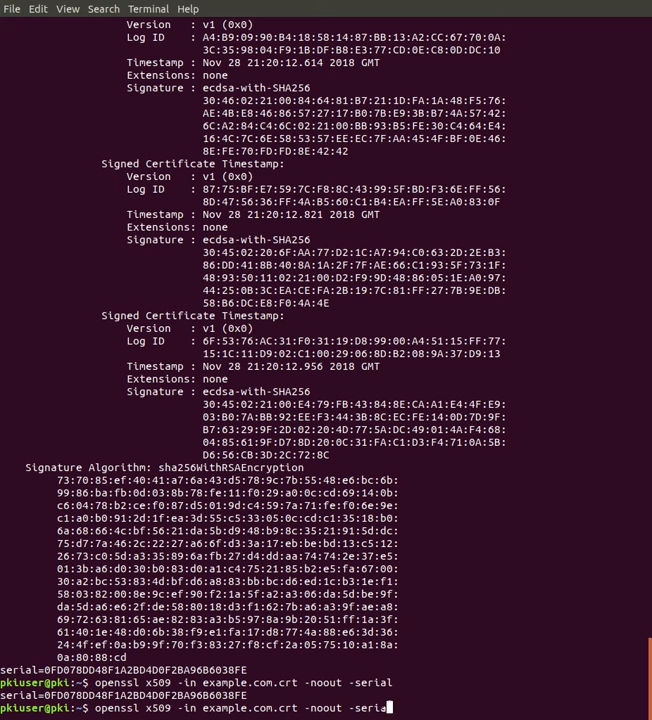 File Edit View Search Terminal Help
Version : v1 (0x0)
Log ID : A4:B9:09:90:B4:18:58:14:87:BB:13:A2:CC:67:70:0A:
3C:35:98:04:F9:1B:DF:B8:E3:77:CD:0E:C8:0D:DC:10
Timestamp : Nov 28 21:20:12.614 2018 GMT
Extensions: none
Signature : ecdsa-with-SHA256
30:46:02:21:00:84:64:81:B7:21:1D:FA:1A:48:F5:76:
AE:4B:E8:46:86:57:27:17:B0:7B:E9:3B:B7:4A:57:42:
6C:A2:84:C4:6C:02:21:00:BB:93:B5:FE:30:C4:64:E4:
16:4C:7C:6E:58:53:57:EE:EC:7F:AA:45:4F:BF:0E:46:
8E:FE:70:FD:FD:8E:42:42
Signed Certificate Timestamp:
Version : v1 (0x0)
Log ID : 87:75:BF:E7:59:7C:F8:8C:43:99:5F:BD:F3:6E:FF:56:
8D:47:56:36:FF:4A:B5:60:C1:B4:EA:FF:5E:A0:83:0F
Timestamp : Nov 28 21:20:12.821 2018 GMT
Extensions: none
Signature : ecdsa-with-SHA256
30:45:02:20:6F:AA:77:D2:1C:A7:94:C0:63:2D:2E:B3:
86:DD:41:8B:40:8A:1A:2F:7F:AE:66:C1:93:5F:73:1F:
48:93:50:11:02:21:00:D2:F9:9D:48:86:05:1E:A0:97:
44:25:0B:3C:EA:CE:FA:2B:19:7C:81:FF:27:7B:9E:DB:
58:B6:DC:E8:F0:4A:4E
Signed Certificate Timestamp:
Version : v1 (0x0)
Log ID : 6F:53:76:AC:31:F0:31:19:D8:99:00:A4:51:15:FF:77:
15:1C:11:D9:02:C1:00:29:06:8D:B2:08:9A:37:D9:13
Timestamp : Nov 28 21:20:12.956 2018 GMT
Extensions: none
Signature : ecdsa-with-SHA256
30:45:02:21:00:E4:79:FB:43:84:8E:CA:A1:E4:4F:E9:
03:B0:7A:BB:92:EE:F3:44:3B:8C:EC:FE:14:0D:7D:9F:
B7:63:29:9F:2D:02:20:4D:77:5A:DC:49:01:4A:F4:68:
04:85:61:9F:D7:8D:20:0C:31:FA:C1:D3:F4:71:0A:5B:
D6:56:CB:3D:2C:72:8C
Signature Algorithm: sha256WithRSAEncryption
73:70:85:ef:40:41:a7:6a:43:d5:78:9c:7b:55:48:e6:bc:6b:
99:86:ba:fb:0d:03:8b:78:fe:11:f0:29:a0:0c:cd:69:14:0b:
c6:04:78:b2:ce:f0:87:d5:01:9d:c4:59:7a:71:fe:f0:6e:9e:
c1:a0:b0:91:2d:1f:ea:3d:55:c5:33:05:0c:cd:c1:35:18:b0:
6a:68:66:4c:bf:56:21:da:5b:d9:48:b9:8c:35:21:91:5d:dc:
75:d7:7a:46:2c:22:27:a6:6f:d3:3a:17:eb:be:bd:13:c5:12:
26:73:c0:5d:a3:35:89:6a:fb:27:d4:dd:aa:74:74:2e:37:e5:
01:3b:a6:d0:30:b0:83:d0:a1:c4:75:21:85:b2:e5:fa:67:00:
30:a2:bc:53:83:4d:bf:d6:a8:83:bb:bc:d6:ed:1c:b3:1e:f1:
58:03:82:00:8e:9c:ef:90:f2:1a:5f:a2:a3:06:da:5d:be:9f:
da:5d:a6:e6:2f:de:58:80:18:d3:f1:62:7b:a6:a3:9f:ae:a8:
69:72:63:81:65:ae:82:83:a3:b5:97:8a:9b:20:51:ff:1a:3f:
61:40:1e:48:d0:6b:38:f9:e1:fa:17:d8:77:4a:88:e6:3d:36:
24:4f:ef:0a:b9:9f:70:f3:83:27:f8:cf:2a:05:75:10:a1:8a:
0a:80:88:cd
serial=0FD078DD48F1A2BD4D0F2BA96B6038FE
pkiuser@pki:~$ openssl x509 -in example.com.crt -noout -serial
serial=0FD078DD48F1A2BD4D0F2BA96B6038FE
pkiuser@pki:~$ openssl x509 -in example.com.crt -noout -seria